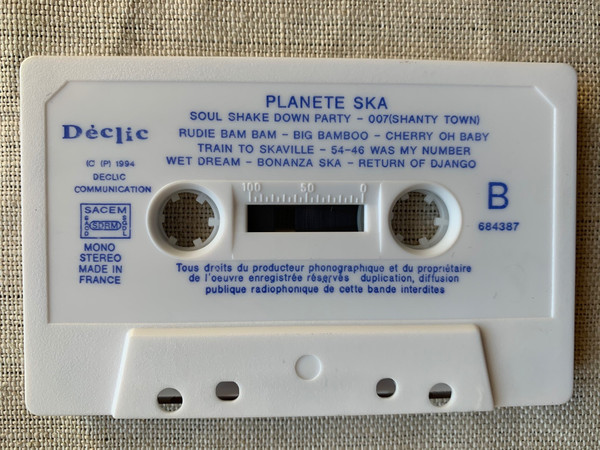 PLANETE SKA
SOUL SHAKE DOWN PARTY - 007(SHANTY TOWN)
Déclic
RUDIE BAM BAM - BIG BAMBOO - CHERRY OH BABY
TRAIN TO SKAVILLE - 54-46 WAS MY NUMBER
WET DREAM - BONANZA SKA - RETURN OF DJANGO
(C (P) 1994
DECLIC
COMMUNICATION
100 50 0
B
684387
SACEM
SDRM
MONO
STEREO
MADE IN
FRANCE
Tous droits du producteur phonographique et du propriétaire
de l'oeuvre enregistrée réservés duplication, diffusion
publique radiophonique de cette bande interdites